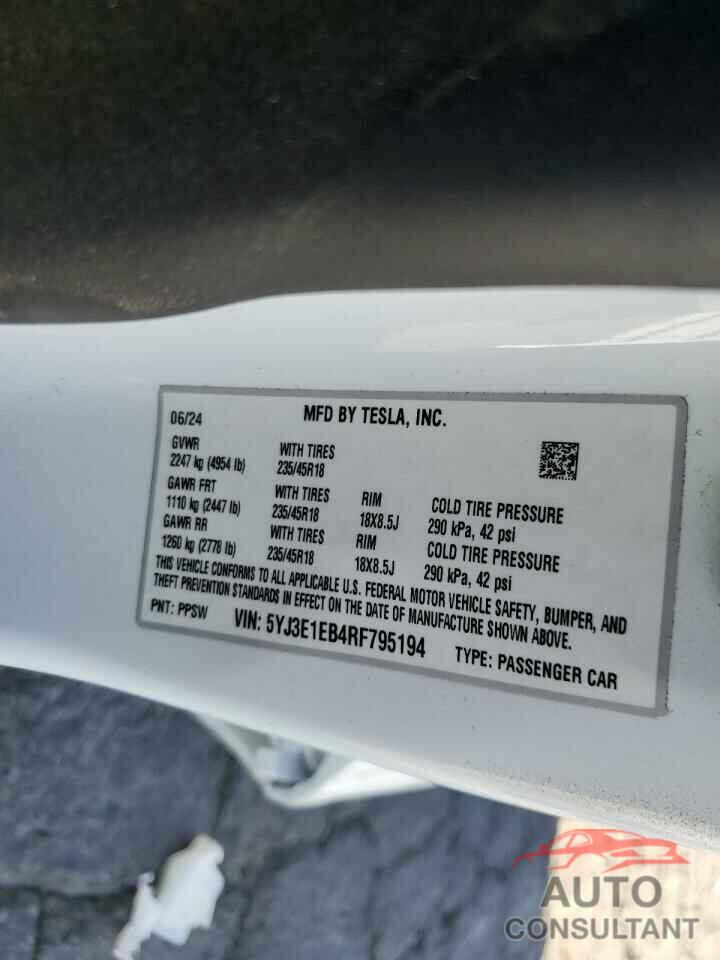 06/24 MFD BY TESLA, INC.
GVWR WITH TIRES
2247 kg (4954 lb) 235/45R18
GAWR FRT WITH TIRES RIM COLD TIRE PRESSURE
1110 kg (2447 lb) 235/45R18 18X8.5J 290 kPa, 42 psi
GAWR RR WITH TIRES RIM COLD TIRE PRESSURE
1260 kg (2778 lb) 235/45R18 18X8.5J 290 kPa, 42 psi
THIS VEHICLE CONFORMS TO ALL APPLICABLE U.S. FEDERAL MOTOR VEHICLE SAFETY, BUMPER, AND
THEFT PREVENTION STANDARDS IN EFFECT ON THE DATE OF MANUFACTURE SHOWN ABOVE.
PNT: PPSW VIN: 5YJ3E1EB4RF795194 TYPE: PASSENGER CAR
AUTO
CONSULTANT